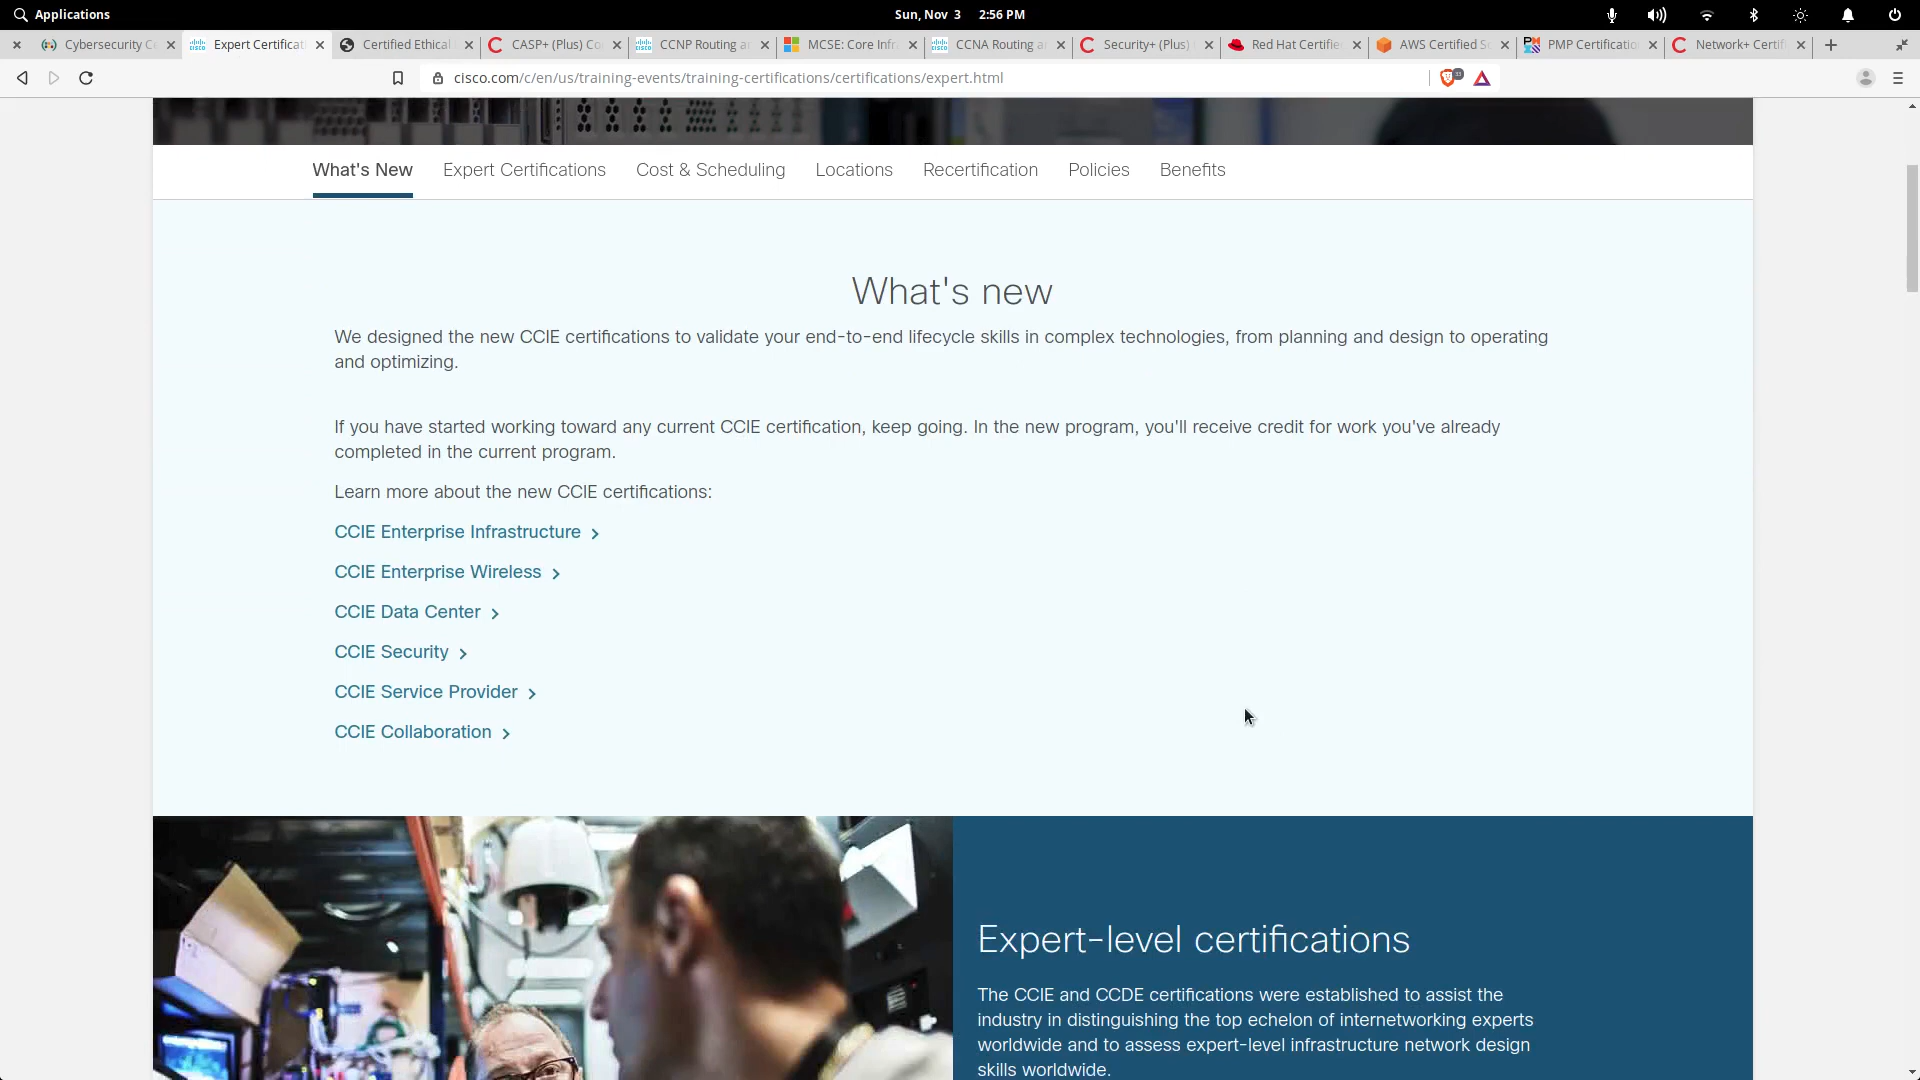 Applications
Sun, Nov 3 2:56 PM
Cybersecurity Ce
Expert Certificat
Certified Ethical
CASP+ (Plus) Co
CCNP Routing a
MCSE: Core Infr
CCNA Routing a
Security+ (Plus)
Red Hat Certifie
AWS Certified S
PMP Certificatio
Network+ Certif
cisco.com/c/en/us/training-events/training-certifications/certifications/expert.html
What's New
Expert Certifications
Cost & Scheduling
Locations
Recertification
Policies
Benefits
What's new
We designed the new CCIE certifications to validate your end-to-end lifecycle skills in complex technologies, from planning and design to operating
and optimizing.
If you have started working toward any current CCIE certification, keep going. In the new program, you'll receive credit for work you've already
completed in the current program.
Learn more about the new CCIE certifications:
CCIE Enterprise Infrastructure
CCIE Enterprise Wireless
CCIE Data Center
CCIE Security
CCIE Service Provider
CCIE Collaboration
Expert-level certifications
The CCIE and CCDE certifications were established to assist the
industry in distinguishing the top echelon of internetworking experts
worldwide and to assess expert-level infrastructure network design
skills worldwide.